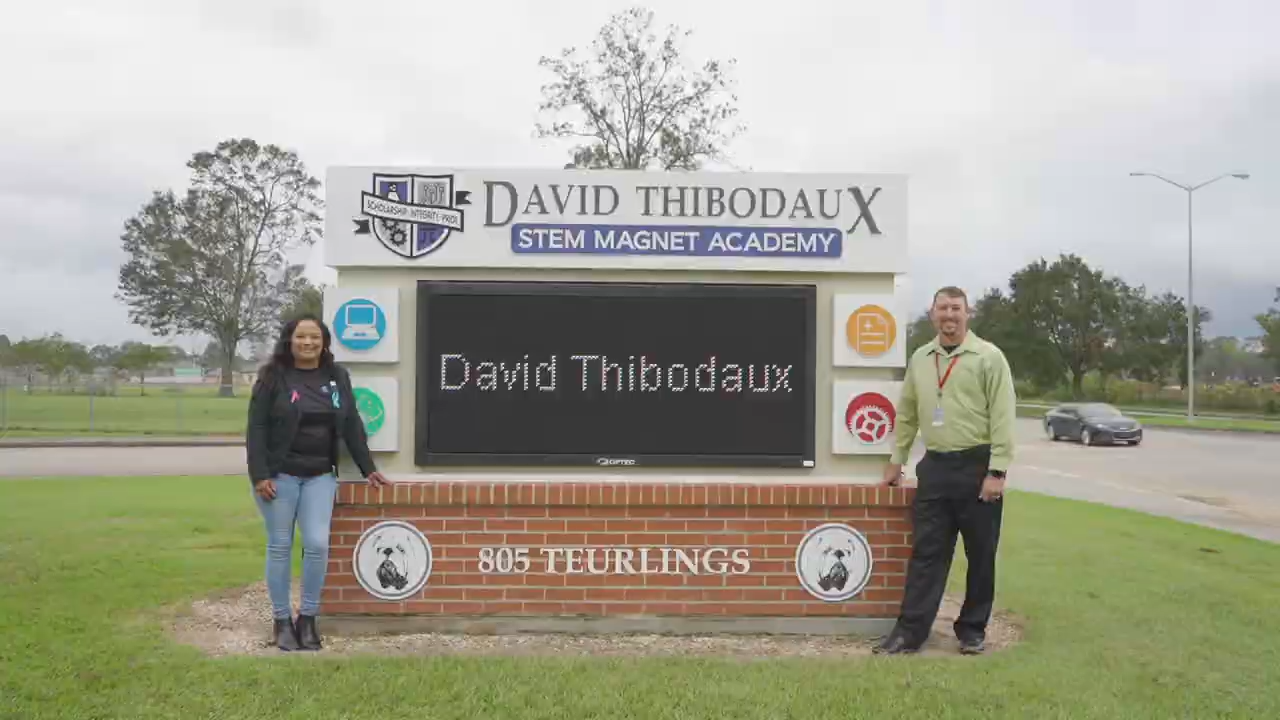 SCHOLARSHIP·INTEGRITY·PRIDE
DAVID THIBODAUX
STEM MAGNET ACADEMY
David Thibodaux
OPTEC
805 TEURLINGS